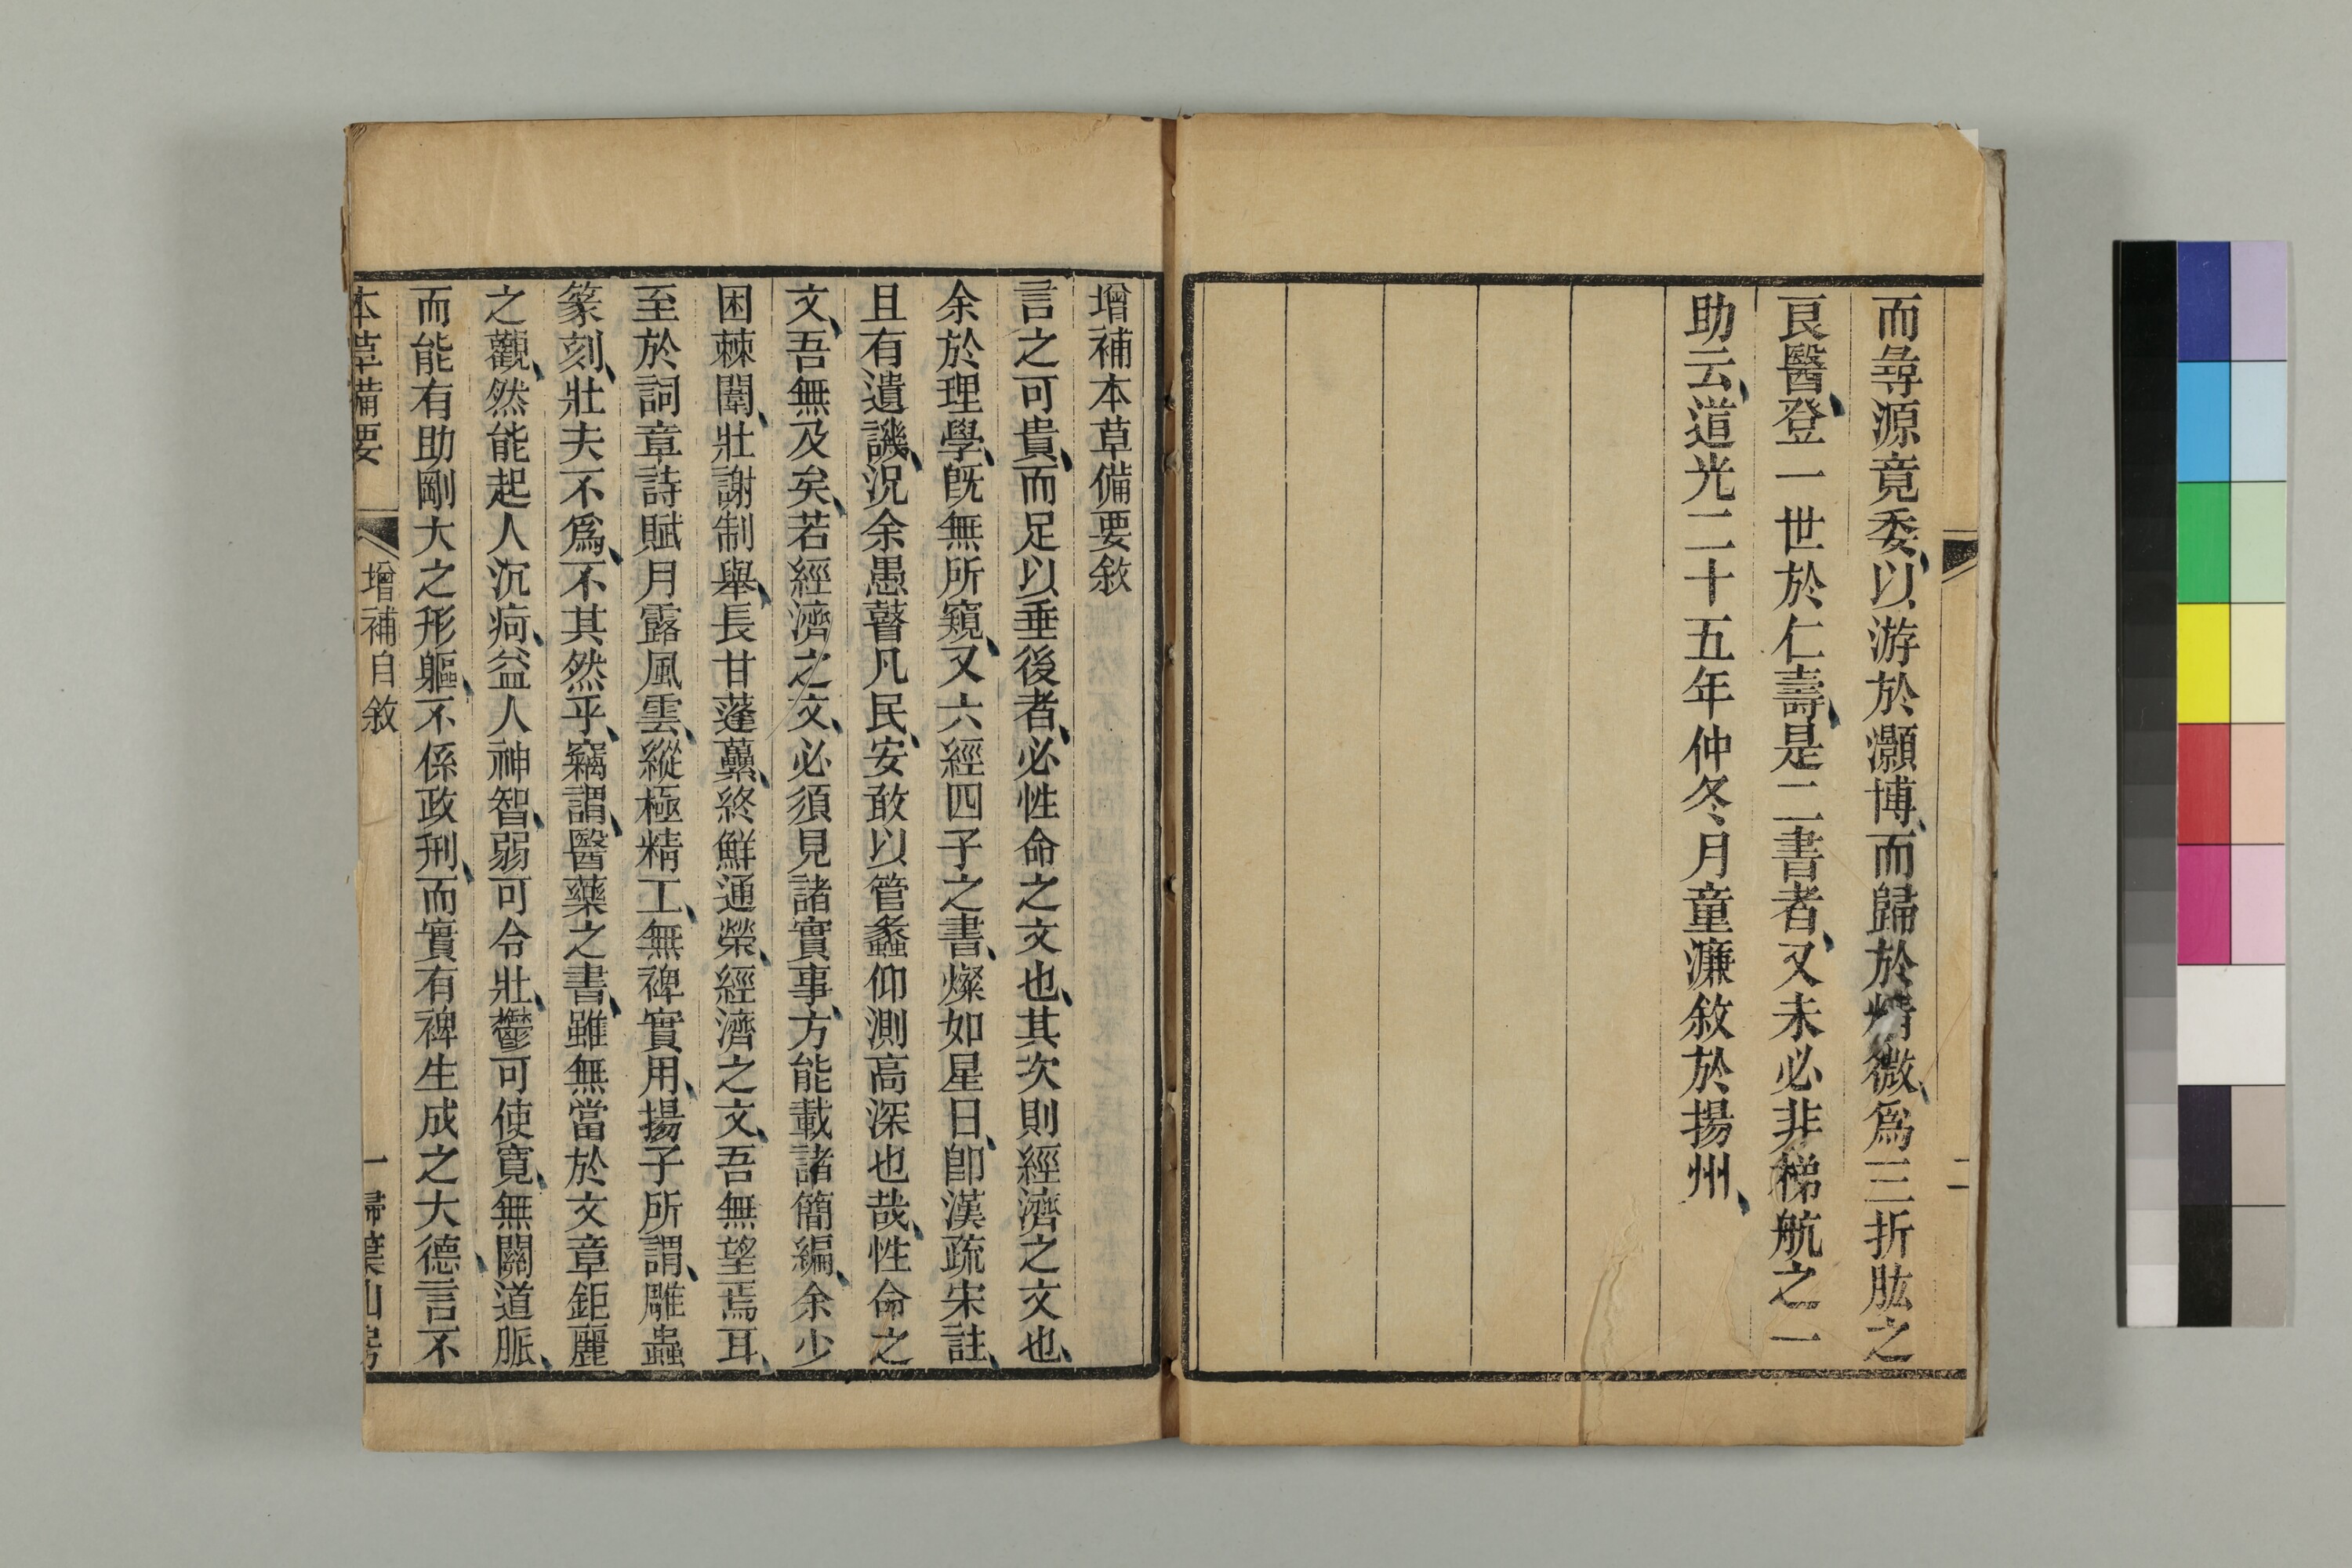 而尋源竟委、以游於灝博、而歸於精微、爲三折肱之
良醫、登一世於仁壽、是二書者、又未必非梯航之一
助云、道光二十五年仲冬月童濂敘於揚州、
二
增補本草備要敘
言之可貴、而足以垂後者、必性命之文也、其次則經濟之文也、
余於理學、旣無所窺、又六經四子之書、燦如星日、卽漢疏宋註、
且有遺譏、況余愚瞽凡民、安敢以管蠡仰測高深也哉、性命之
文、吾無及矣、若經濟之文、必須見諸實事、方能載諸簡編、余少
困棘闈、壯謝制舉、長甘蓬藟、終鮮通榮、經濟之文、吾無望焉耳、
至於詞章詩賦月露風雲、縱極精工、無裨實用、揚子所謂、雕蟲
篆刻、壯夫不爲、不其然乎、竊謂、醫藥之書、雖無當於文章鉅麗
之觀、然能起人沉疴、益人神智、弱可令壯、鬱可使寬、無關道脈、
而能有助剛大之形軀、不係政刑、而實有裨生成之大德、言不
本草備要 增補自敘 一 掃葉山房